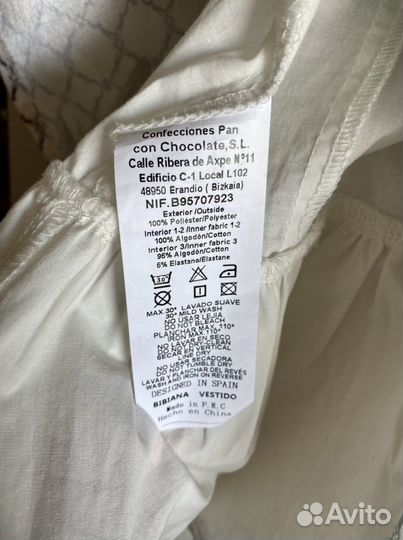 Confecciones Pan
con Chocolate,S.L.
Calle Ribera de Axpe Nº11
Edificio C-1 Local L102
48950 Erandio ( Bizkaia)
NIF.B95707923
Exterior/Outside
100% Poliéster/Polyester
Interior 1-2 /Inner fabric 1-2
100% Algodón/Cotton
Interior 3/Inner fabric 3
95% Algodón/Cotton
5% Elastano/Elastane
30°
MAX.30° LAVADO SUAVE
30° MILD WASH
NO USAR LEJIA
DO NOT BLEACH
PLANCHAR MAX. 110°
IRON MAX.110°
NO LAVAR EN SECO
DO NOT DRY CLEAN
SECAR EN VERTICAL
LINE DRY
NO USAR SECADORA
DO NOT TUMBLE DRY
LAVAR Y PLANCHAR DEL REVÉS
WASH AND IRON ON REVERSE
DESIGNED IN SPAIN
BIBIANA VESTIDO
Made in P.R.C
Hecho en China
Avito